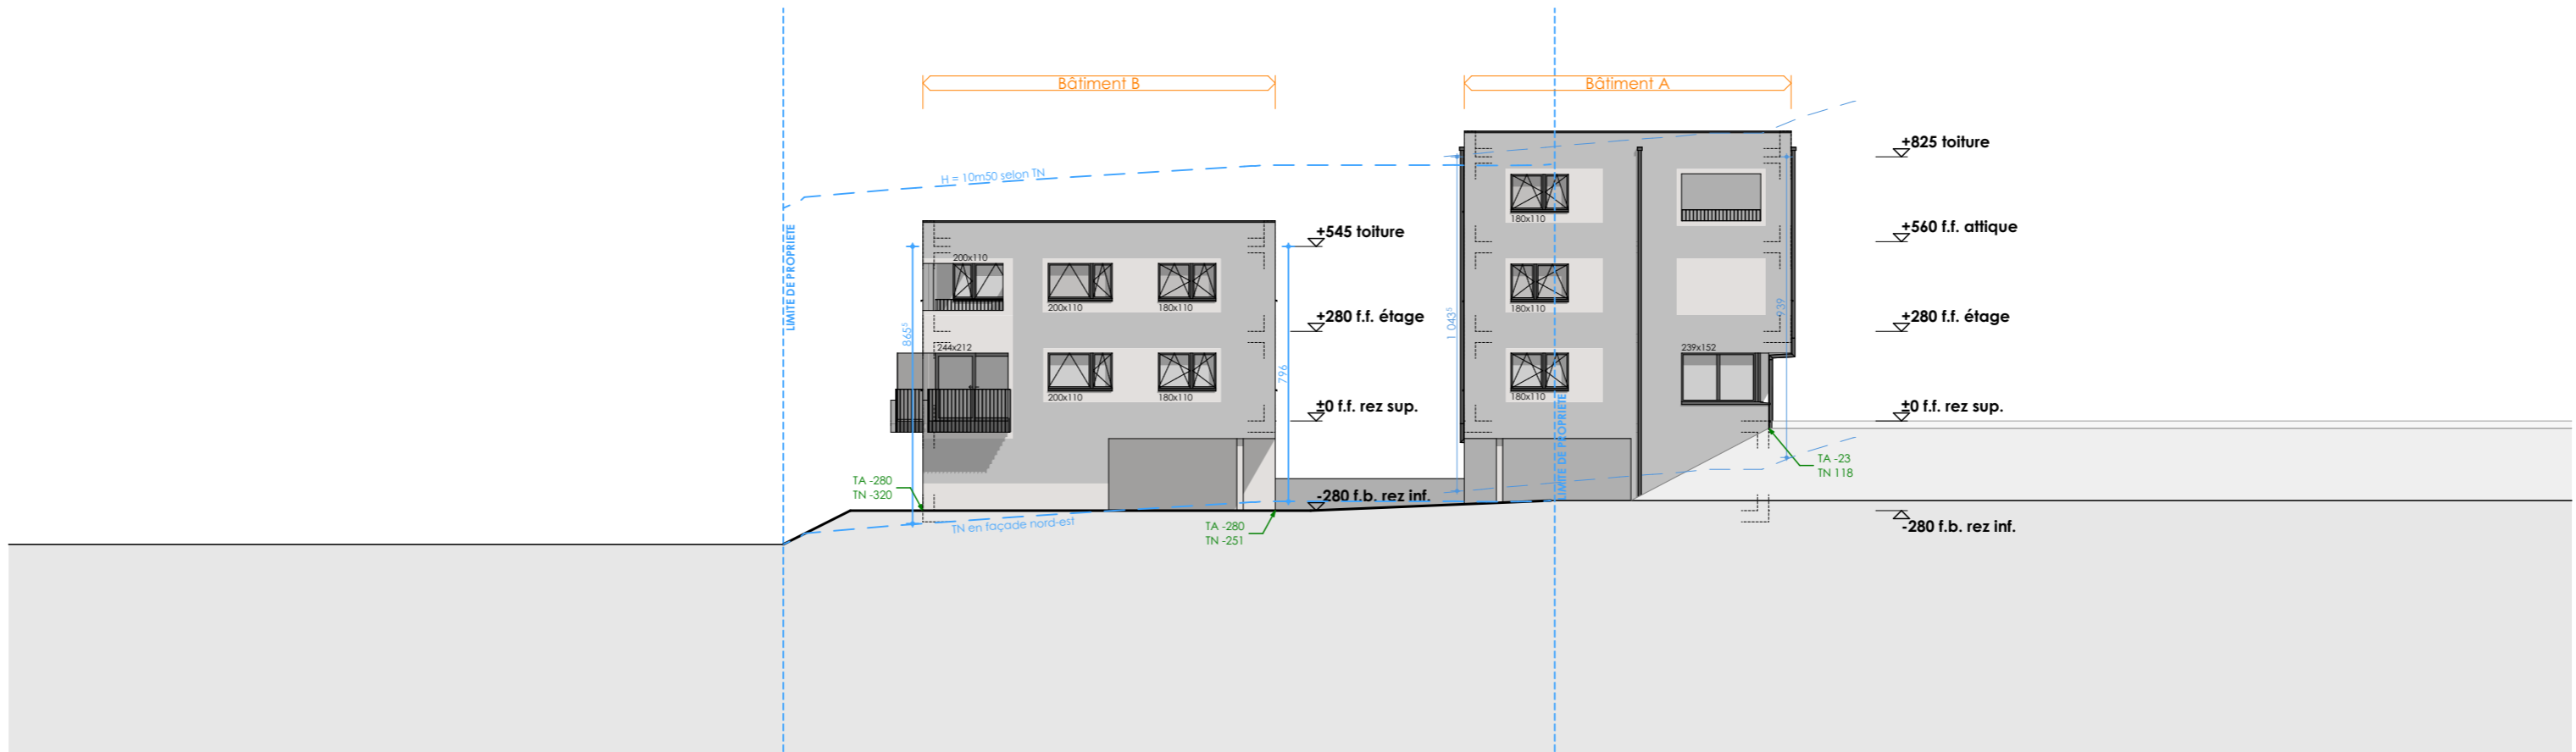 Bâtiment B
Bâtiment A
+825 toiture
H = 10m50 selon TN
+545 toiture
+560 f.f. attique
LIMITE DE PROPRIETE
180x110
200x110
200x110
180x110
180x110
+280 f.f. étage
+280 f.f. étage
865⁵
796
1 043⁵
939
244x212
239x152
200x110
180x110
180x110
±0 f.f. rez sup.
±0 f.f. rez sup.
LIMITE DE PROPRIETE
TA -280
TN -320
TA -23
TN 118
-280 f.b. rez inf.
TN en façade nord-est
TA -280
TN -251
-280 f.b. rez inf.